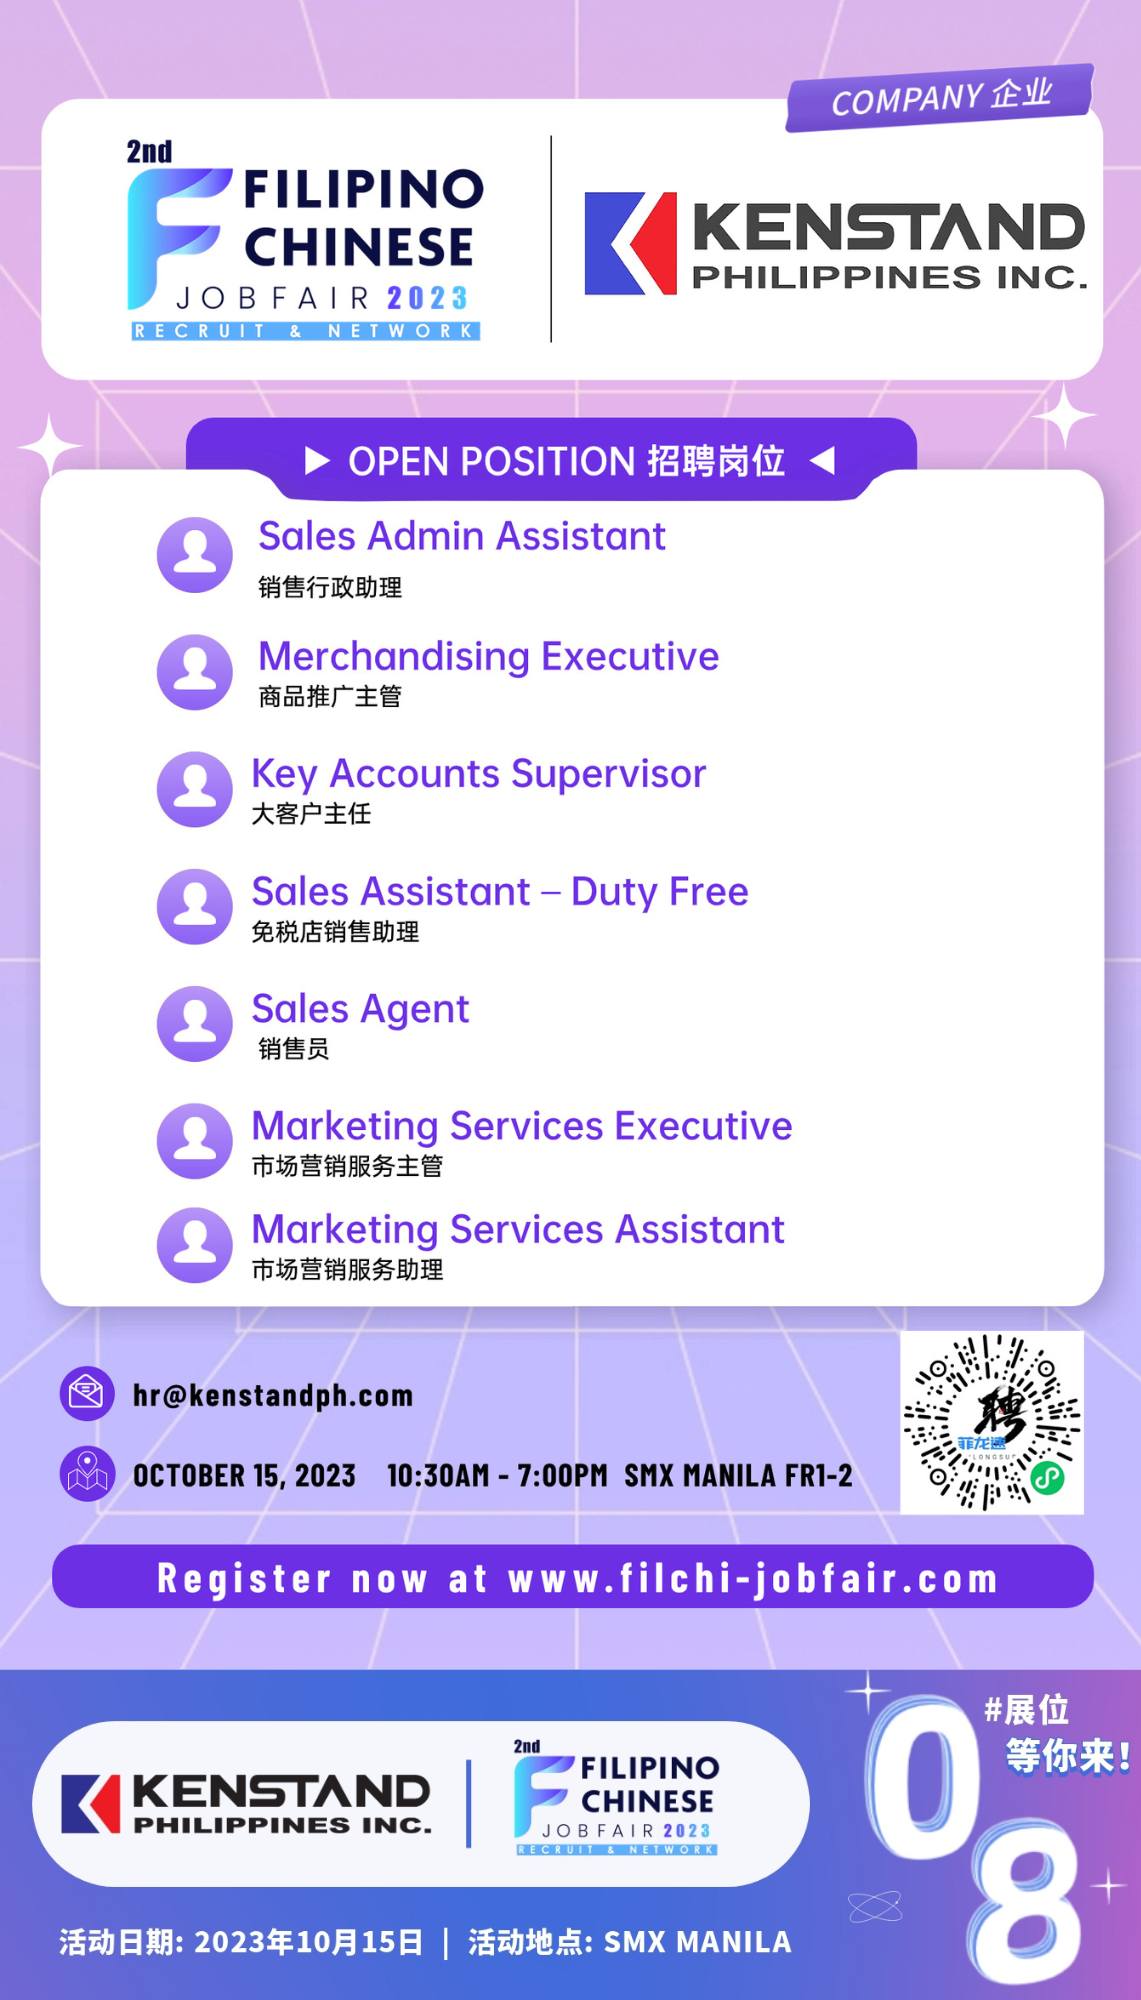 COMPANY 企业
2nd
FILIPINO
CHINESE
JOBFAIR 2023
RECRUIT & NETWORK
KENSTAND
PHILIPPINES INC.
OPEN POSITION 招聘岗位
Sales Admin Assistant
销售行政助理
Merchandising Executive
商品推广主管
Key Accounts Supervisor
大客户主任
Sales Assistant – Duty Free
免税店销售助理
Sales Agent
销售员
Marketing Services Executive
市场营销服务主管
Marketing Services Assistant
市场营销服务助理
hr@kenstandph.com
OCTOBER 15, 2023 10:30AM - 7:00PM SMX MANILA FR1-2
聘
菲龙速
Register now at www.filchi-jobfair.com
#展位
等你来!
08
KENSTAND
PHILIPPINES INC.
2nd
FILIPINO
CHINESE
JOBFAIR 2023
RECRUIT & NETWORK
活动日期: 2023年10月15日 | 活动地点: SMX MANILA